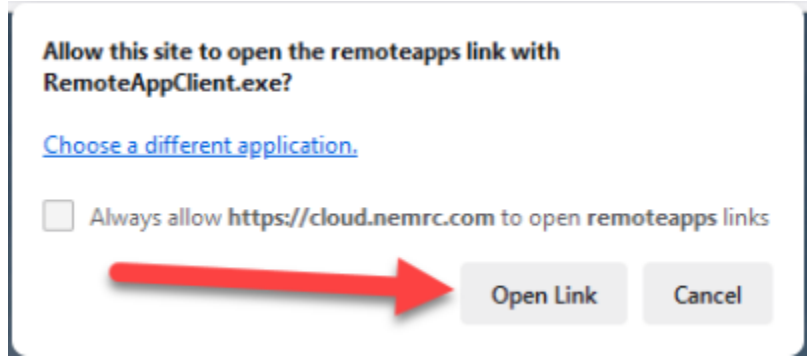 Allow this site to open the remoteapps link with
RemoteAppClient.exe?
Choose a different application.
Always allow https://cloud.nemrc.com to open remoteapps links
Open Link
Cancel